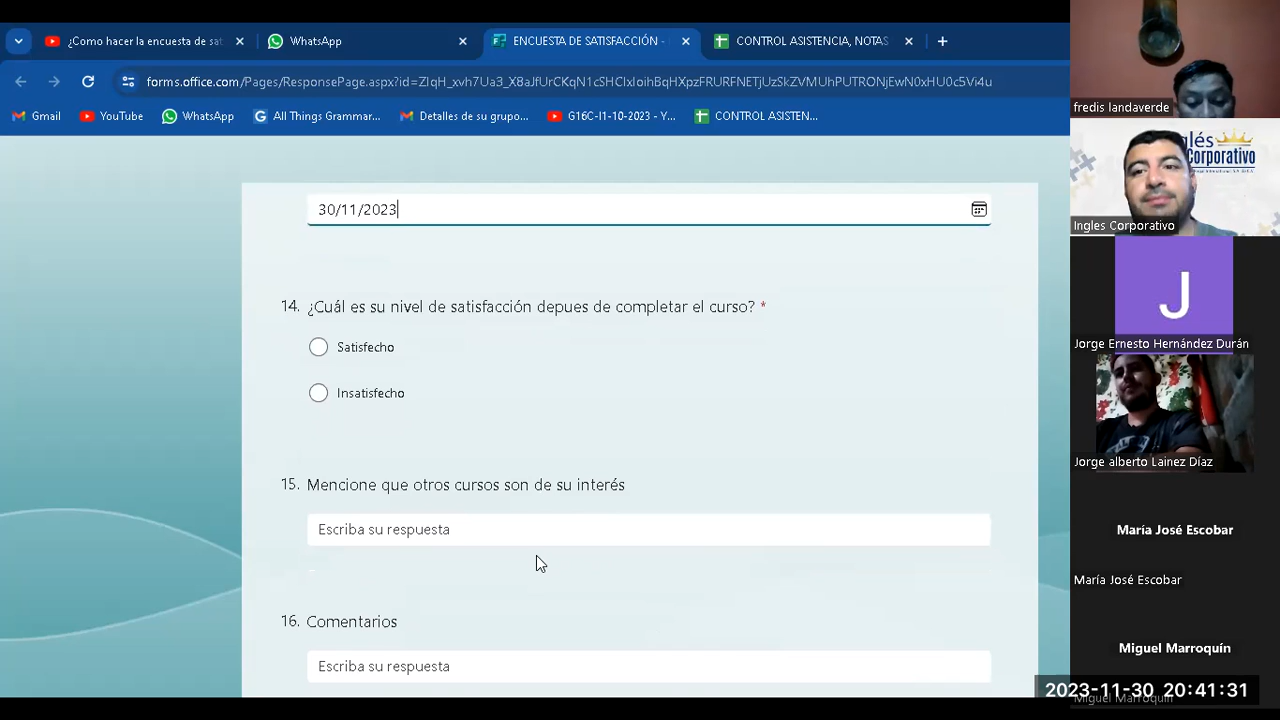 ¿Como hacer la encuesta de sat
WhatsApp
ENCUESTA DE SATISFACCIÓN -
CONTROL ASISTENCIA, NOTAS
forms.office.com/Pages/ResponsePage.aspx?id=ZIqH_xvh7Ua3_X8aJfUrCKqN1cSHCIxIoihBqHXpzFRURFNETjUzSkZVMUhPUTRONjEwN0xHU0c5Vi4u
Gmail
YouTube
WhatsApp
All Things Grammar...
Detalles de su grupo...
G16C-I1-10-2023 - Y...
CONTROL ASISTEN...
30/11/2023
14. ¿Cuál es su nivel de satisfacción depues de completar el curso? *
Satisfecho
Insatisfecho
15. Mencione que otros cursos son de su interés
Escriba su respuesta
16. Comentarios
Escriba su respuesta
fredis landaverde
Inglés
Corporativo
Ingles Corporativo
J
Jorge Ernesto Hernández Durán
Jorge alberto Lainez Díaz
María José Escobar
María José Escobar
Miguel Marroquín
Miguel Marroquín
2023-11-30 20:41:31